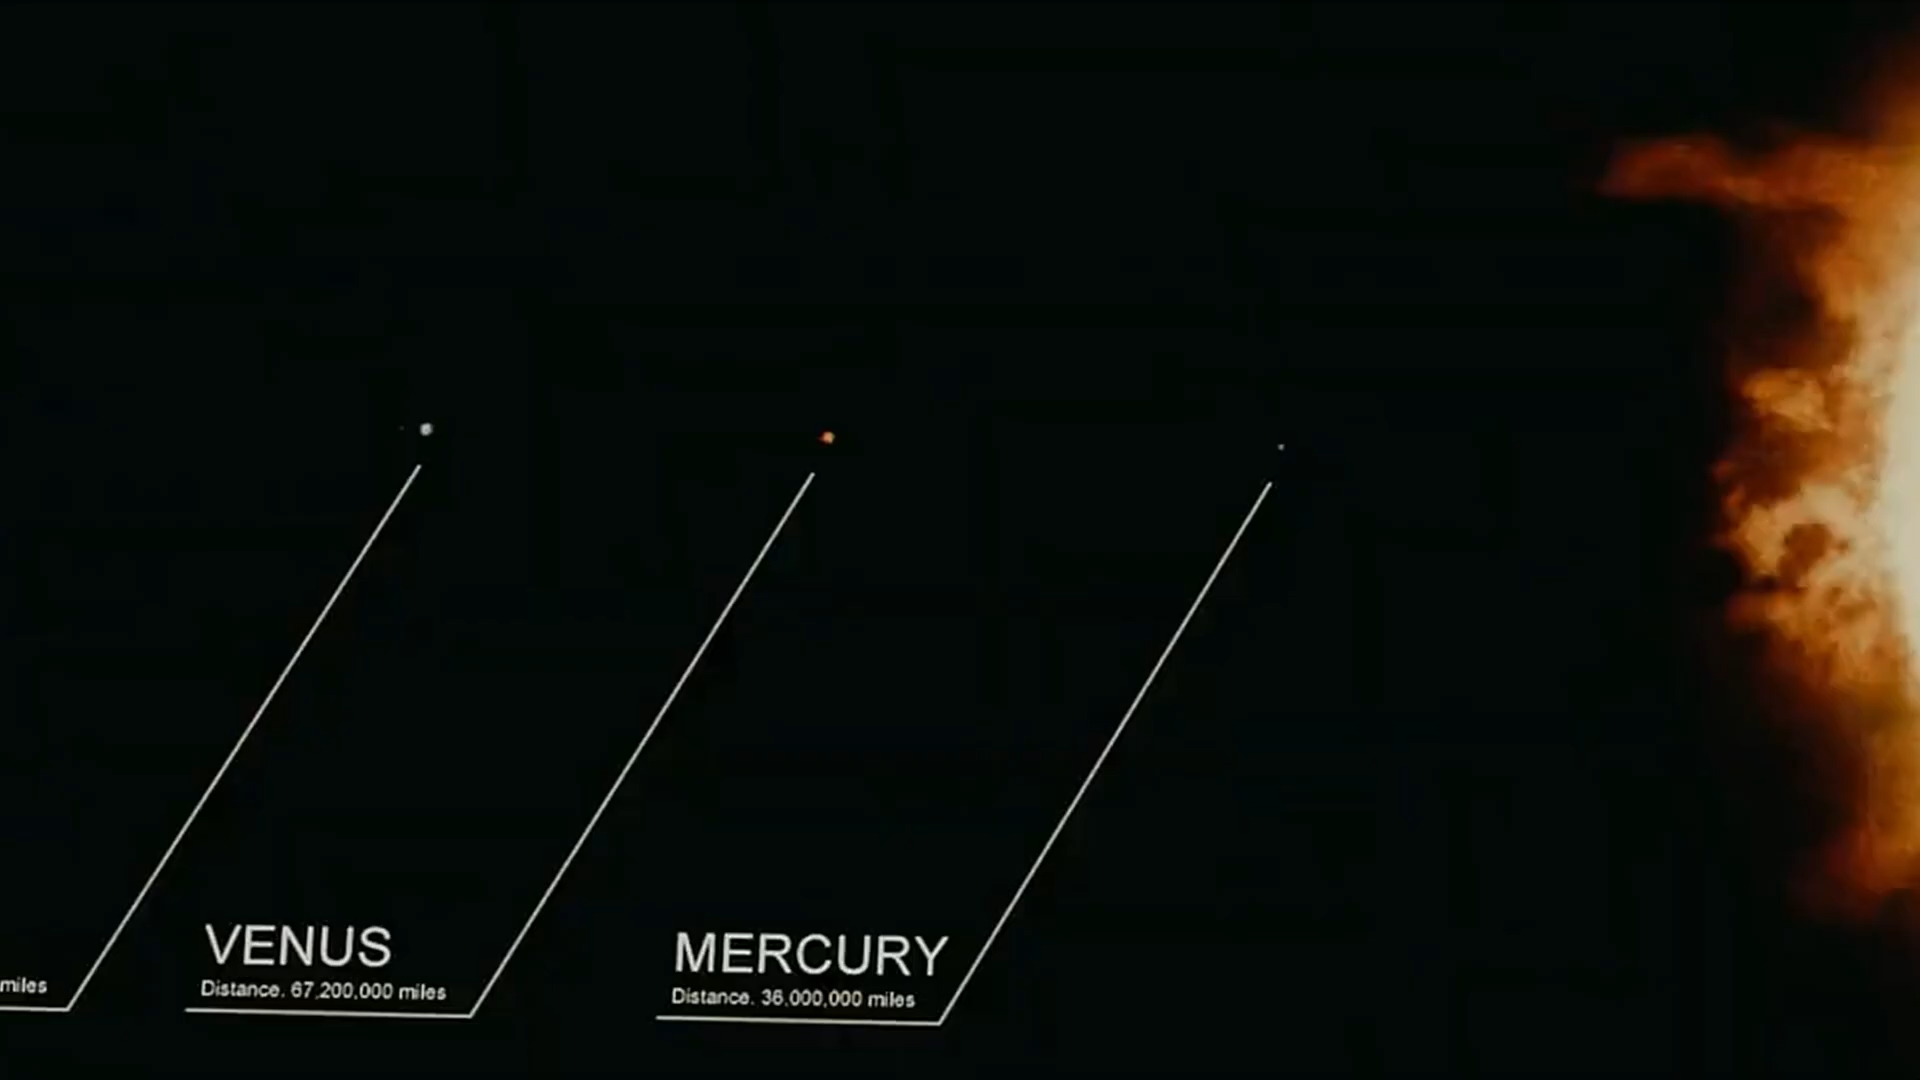 miles
VENUS
Distance. 67,200,000 miles
MERCURY
Distance. 36,000,000 miles